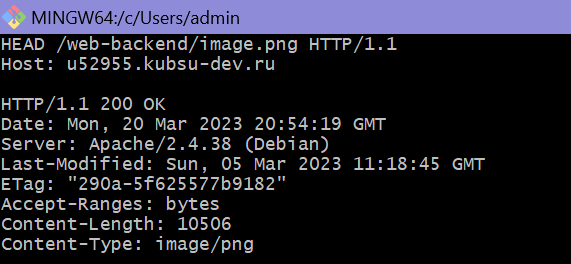 MINGW64:/c/Users/admin
HEAD /web-backend/image.png HTTP/1.1
Host: u52955.kubsu-dev.ru

HTTP/1.1 200 OK
Date: Mon, 20 Mar 2023 20:54:19 GMT
Server: Apache/2.4.38 (Debian)
Last-Modified: Sun, 05 Mar 2023 11:18:45 GMT
ETag: "290a-5f625577b9182"
Accept-Ranges: bytes
Content-Length: 10506
Content-Type: image/png